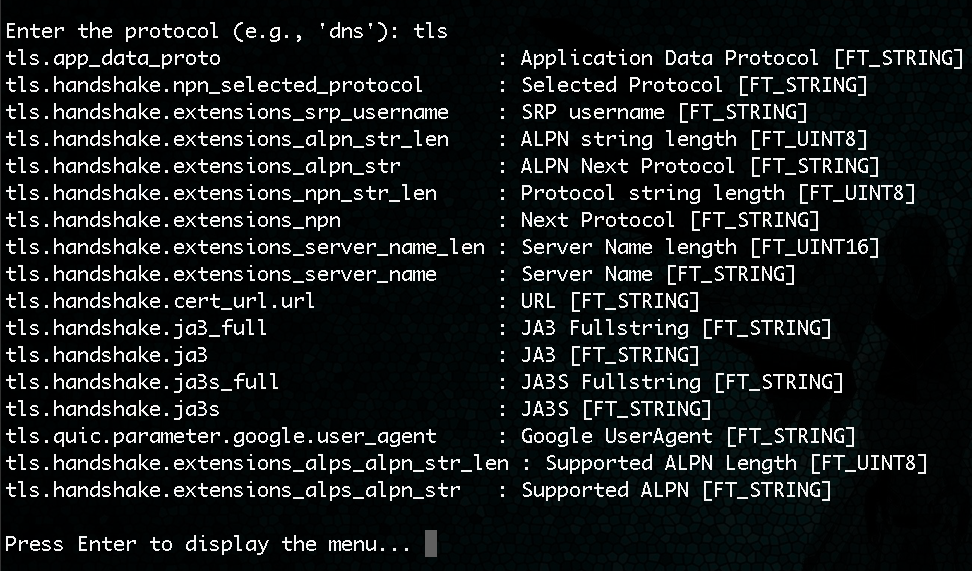 Enter the protocol (e.g., 'dns'): tls
tls.app_data_proto : Application Data Protocol [FT_STRING]
tls.handshake.npn_selected_protocol : Selected Protocol [FT_STRING]
tls.handshake.extensions_srp_username : SRP username [FT_STRING]
tls.handshake.extensions_alpn_str_len : ALPN string length [FT_UINT8]
tls.handshake.extensions_alpn_str : ALPN Next Protocol [FT_STRING]
tls.handshake.extensions_npn_str_len : Protocol string length [FT_UINT8]
tls.handshake.extensions_npn : Next Protocol [FT_STRING]
tls.handshake.extensions_server_name_len : Server Name length [FT_UINT16]
tls.handshake.extensions_server_name : Server Name [FT_STRING]
tls.handshake.cert_url.url : URL [FT_STRING]
tls.handshake.ja3_full : JA3 Fullstring [FT_STRING]
tls.handshake.ja3 : JA3 [FT_STRING]
tls.handshake.ja3s_full : JA3S Fullstring [FT_STRING]
tls.handshake.ja3s : JA3S [FT_STRING]
tls.quic.parameter.google.user_agent : Google UserAgent [FT_STRING]
tls.handshake.extensions_alps_alpn_str_len : Supported ALPN Length [FT_UINT8]
tls.handshake.extensions_alps_alpn_str : Supported ALPN [FT_STRING]
Press Enter to display the menu...